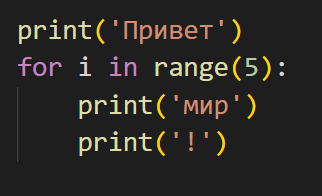 print('Привет')
for i in range(5):
    print('мир')
    print('!')